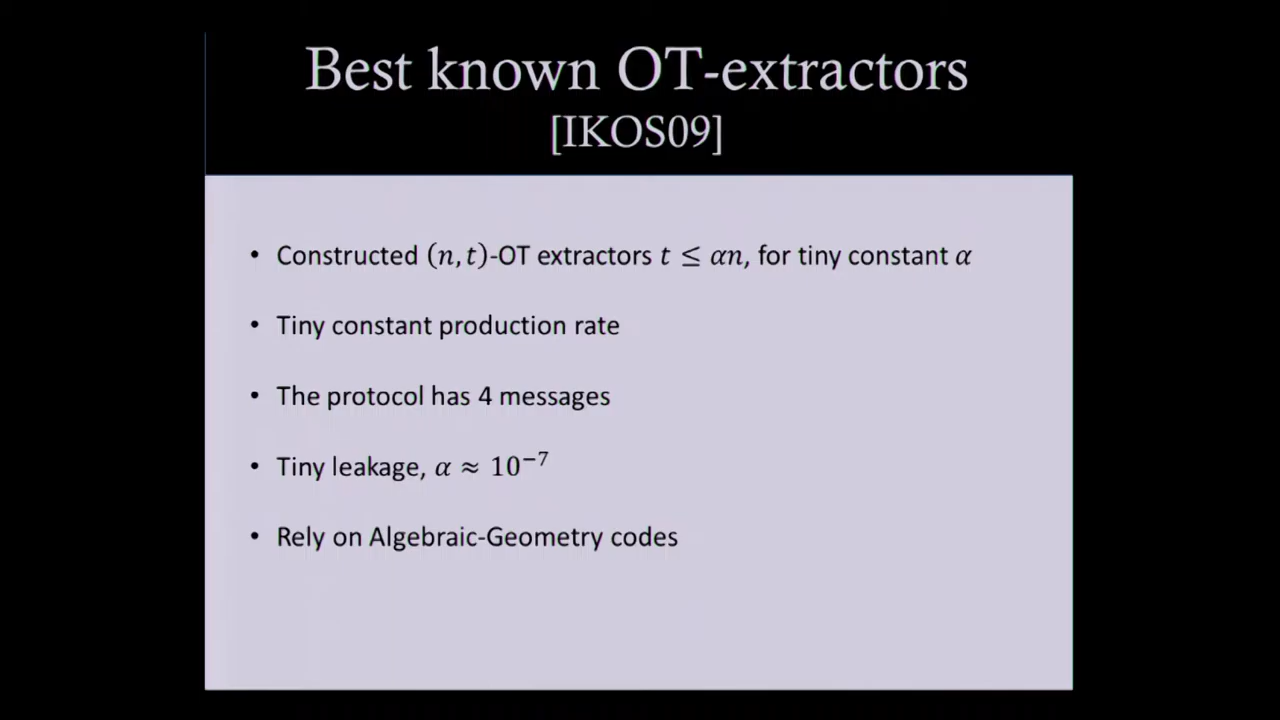 Best known OT-extractors
[IKOS09]
• Constructed (n, t)-OT extractors t ≤ αn, for tiny constant α
• Tiny constant production rate
• The protocol has 4 messages
• Tiny leakage, α ≈ 10⁻⁷
• Rely on Algebraic-Geometry codes